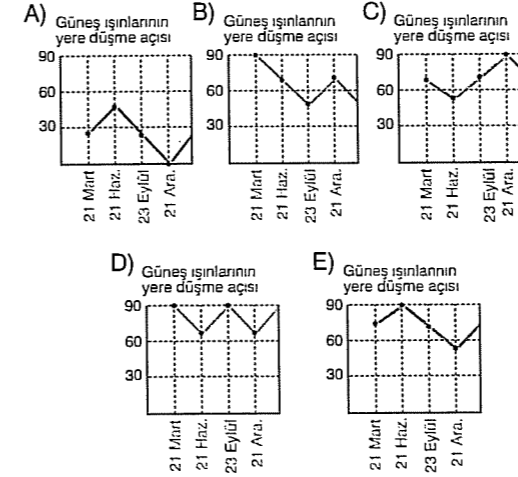 A) Güneş ışınlarının
yere düşme açısı
90
60
30
21 Mart
21 Haz.
23 Eylül
21 Ara.
B) Güneş ışınlarının
yere düşme açısı
90
60
30
21 Mart
21 Haz.
23 Eylül
21 Ara.
C) Güneş ışınlarının
yere düşme açısı
90
60
30
21 Mart
21 Haz.
23 Eylül
21 Ara.
D) Güneş ışınlarının
yere düşme açısı
90
60
30
21 Mart
21 Haz.
23 Eylül
21 Ara.
E) Güneş ışınlarının
yere düşme açısı
90
60
30
21 Mart
21 Haz.
23 Eylül
21 Ara.